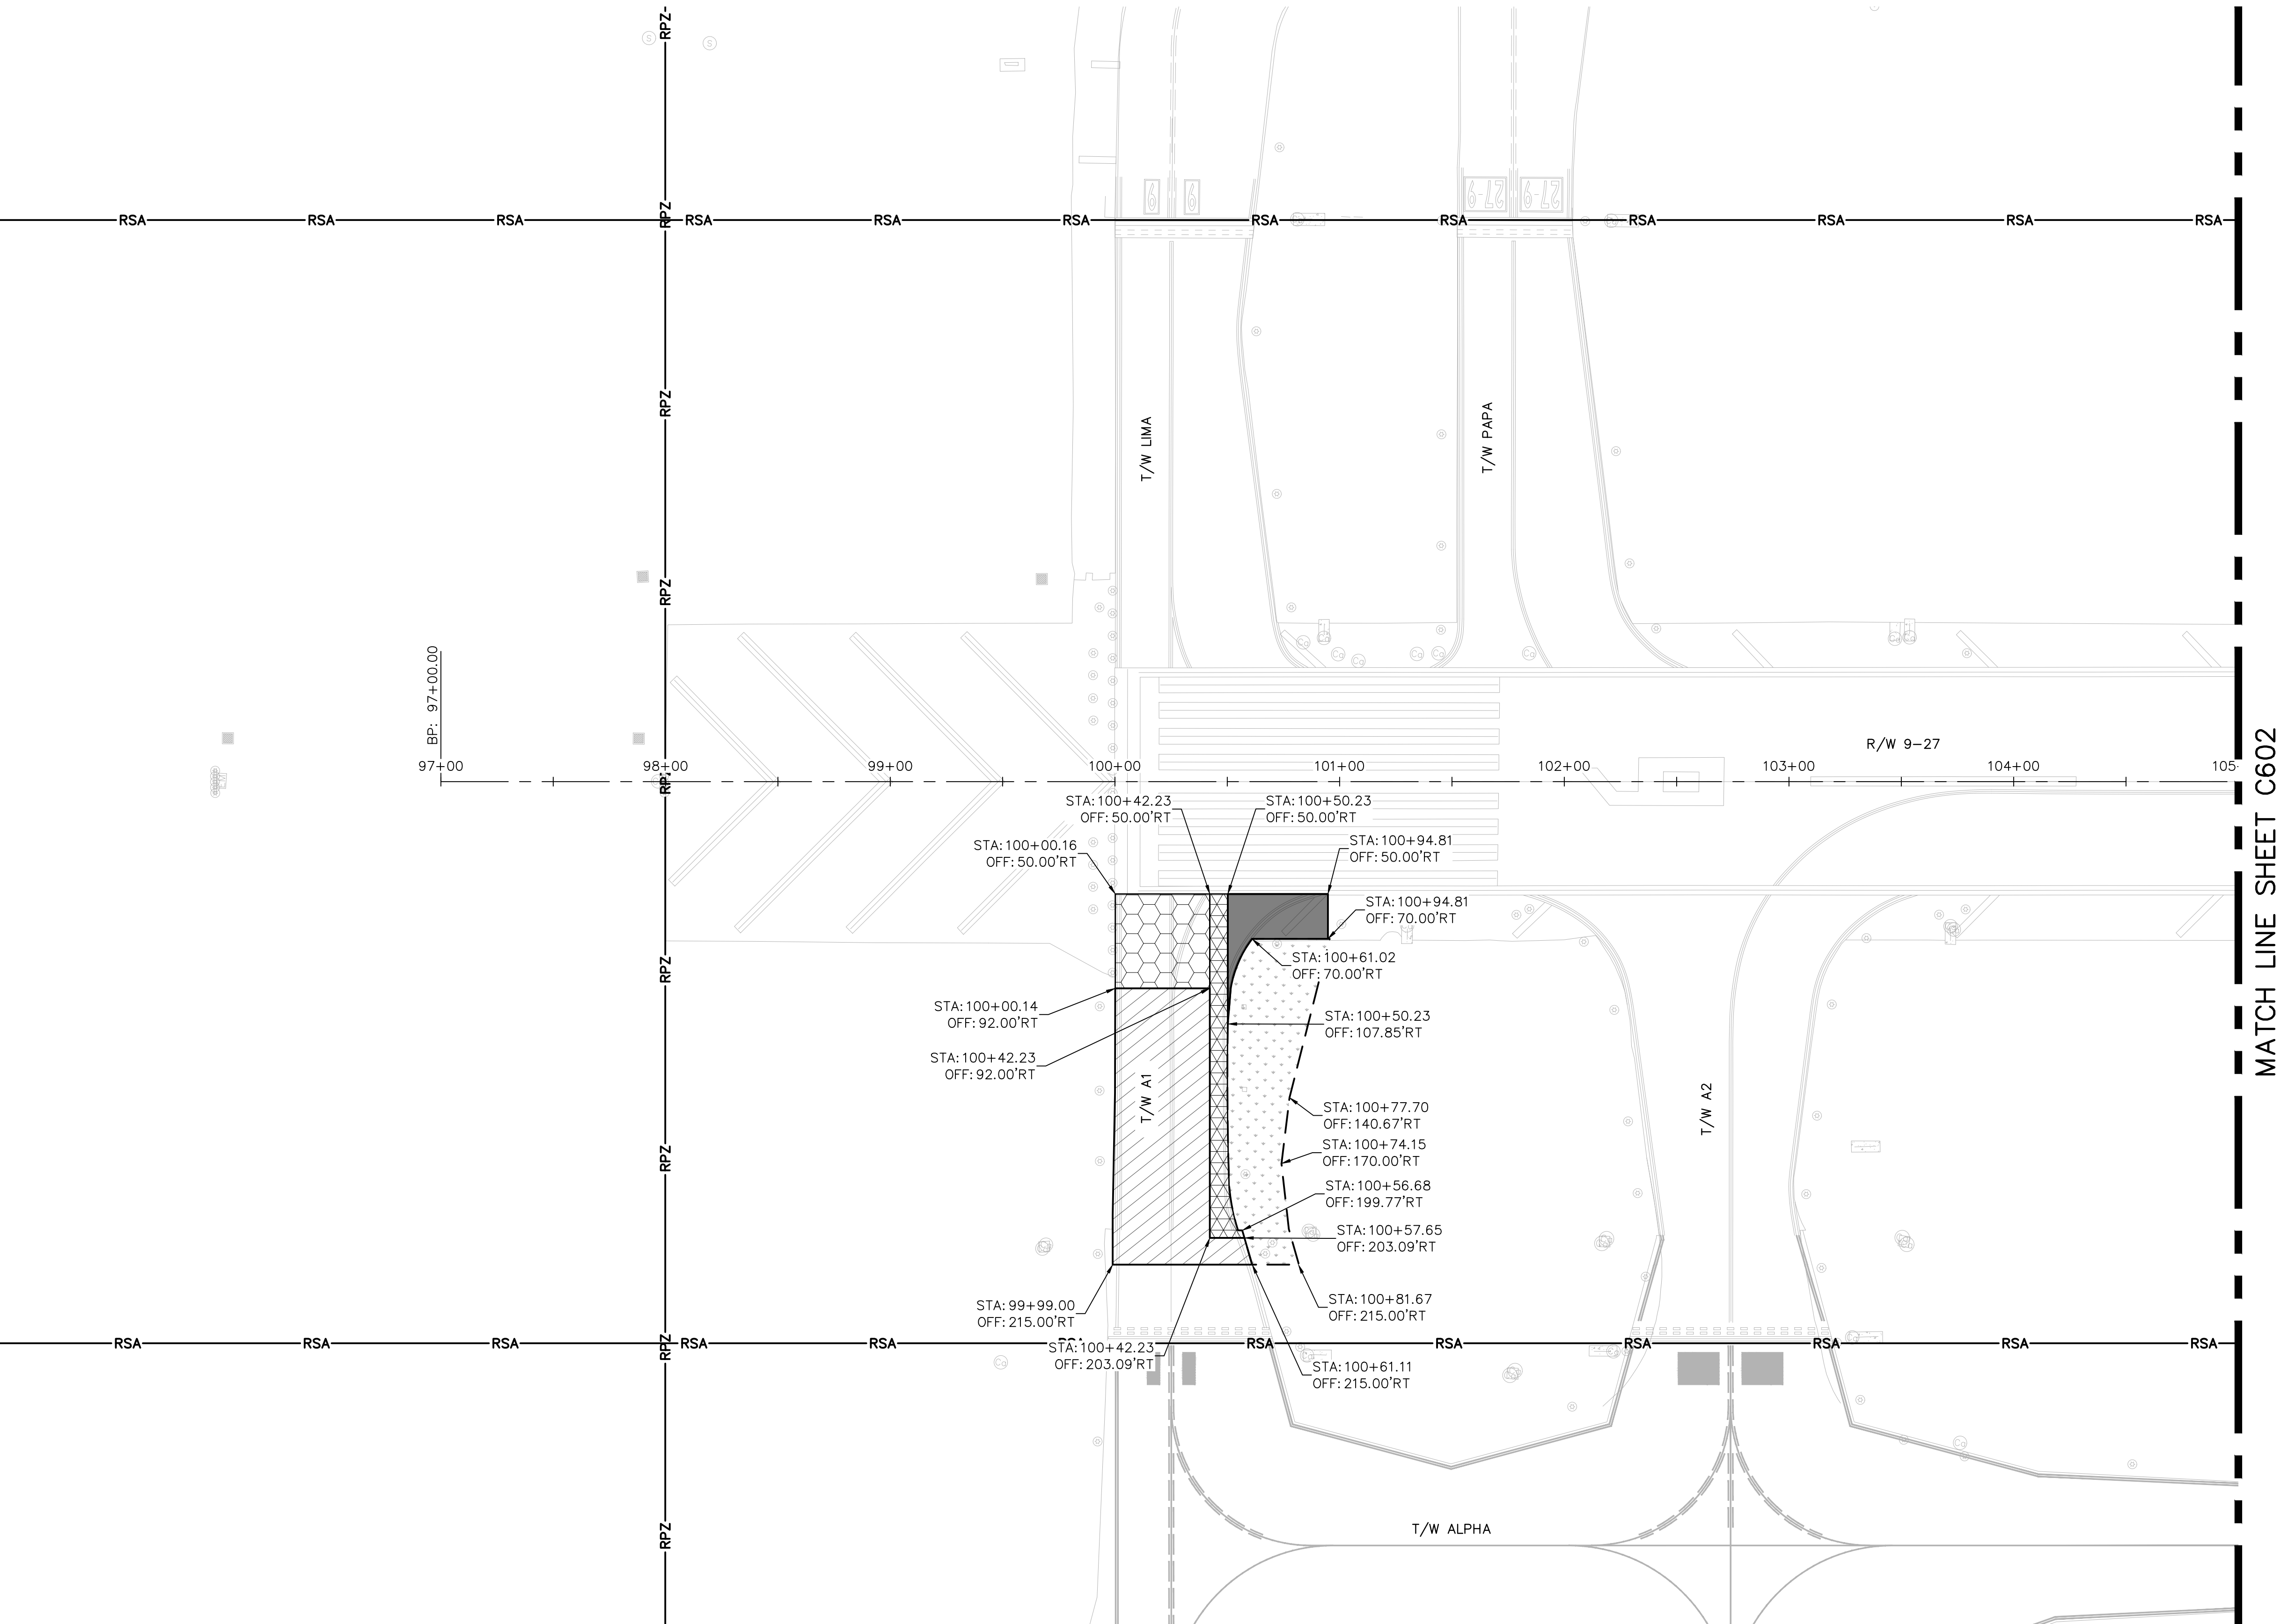 RPZ
S
S
6
6
27-9
27-9
RSA RSA RSA RPZ RSA RSA RSA RSA RSA RSA RSA RSA RSA
RPZ
T/W LIMA
T/W PAPA
RPZ
BP: 97+00.00
R/W 9-27
97+00 98+00 99+00 100+00 101+00 102+00 103+00 104+00 105
MATCH LINE SHEET C602
STA: 100+42.23
OFF: 50.00'RT
STA: 100+50.23
OFF: 50.00'RT
STA: 100+00.16
OFF: 50.00'RT
STA: 100+94.81
OFF: 50.00'RT
STA: 100+94.81
OFF: 70.00'RT
STA: 100+61.02
OFF: 70.00'RT
RPZ
STA: 100+00.14
OFF: 92.00'RT
STA: 100+50.23
OFF: 107.85'RT
STA: 100+42.23
OFF: 92.00'RT
T/W A1
T/W A2
STA: 100+77.70
OFF: 140.67'RT
STA: 100+74.15
OFF: 170.00'RT
RPZ
STA: 100+56.68
OFF: 199.77'RT
STA: 100+57.65
OFF: 203.09'RT
STA: 99+99.00
OFF: 215.00'RT
STA: 100+81.67
OFF: 215.00'RT
RSA RSA RSA RPZ RSA RSA RSA RSA RSA RSA RSA RSA
STA: 100+42.23
OFF: 203.09'RT
STA: 100+61.11
OFF: 215.00'RT
RPZ
T/W ALPHA